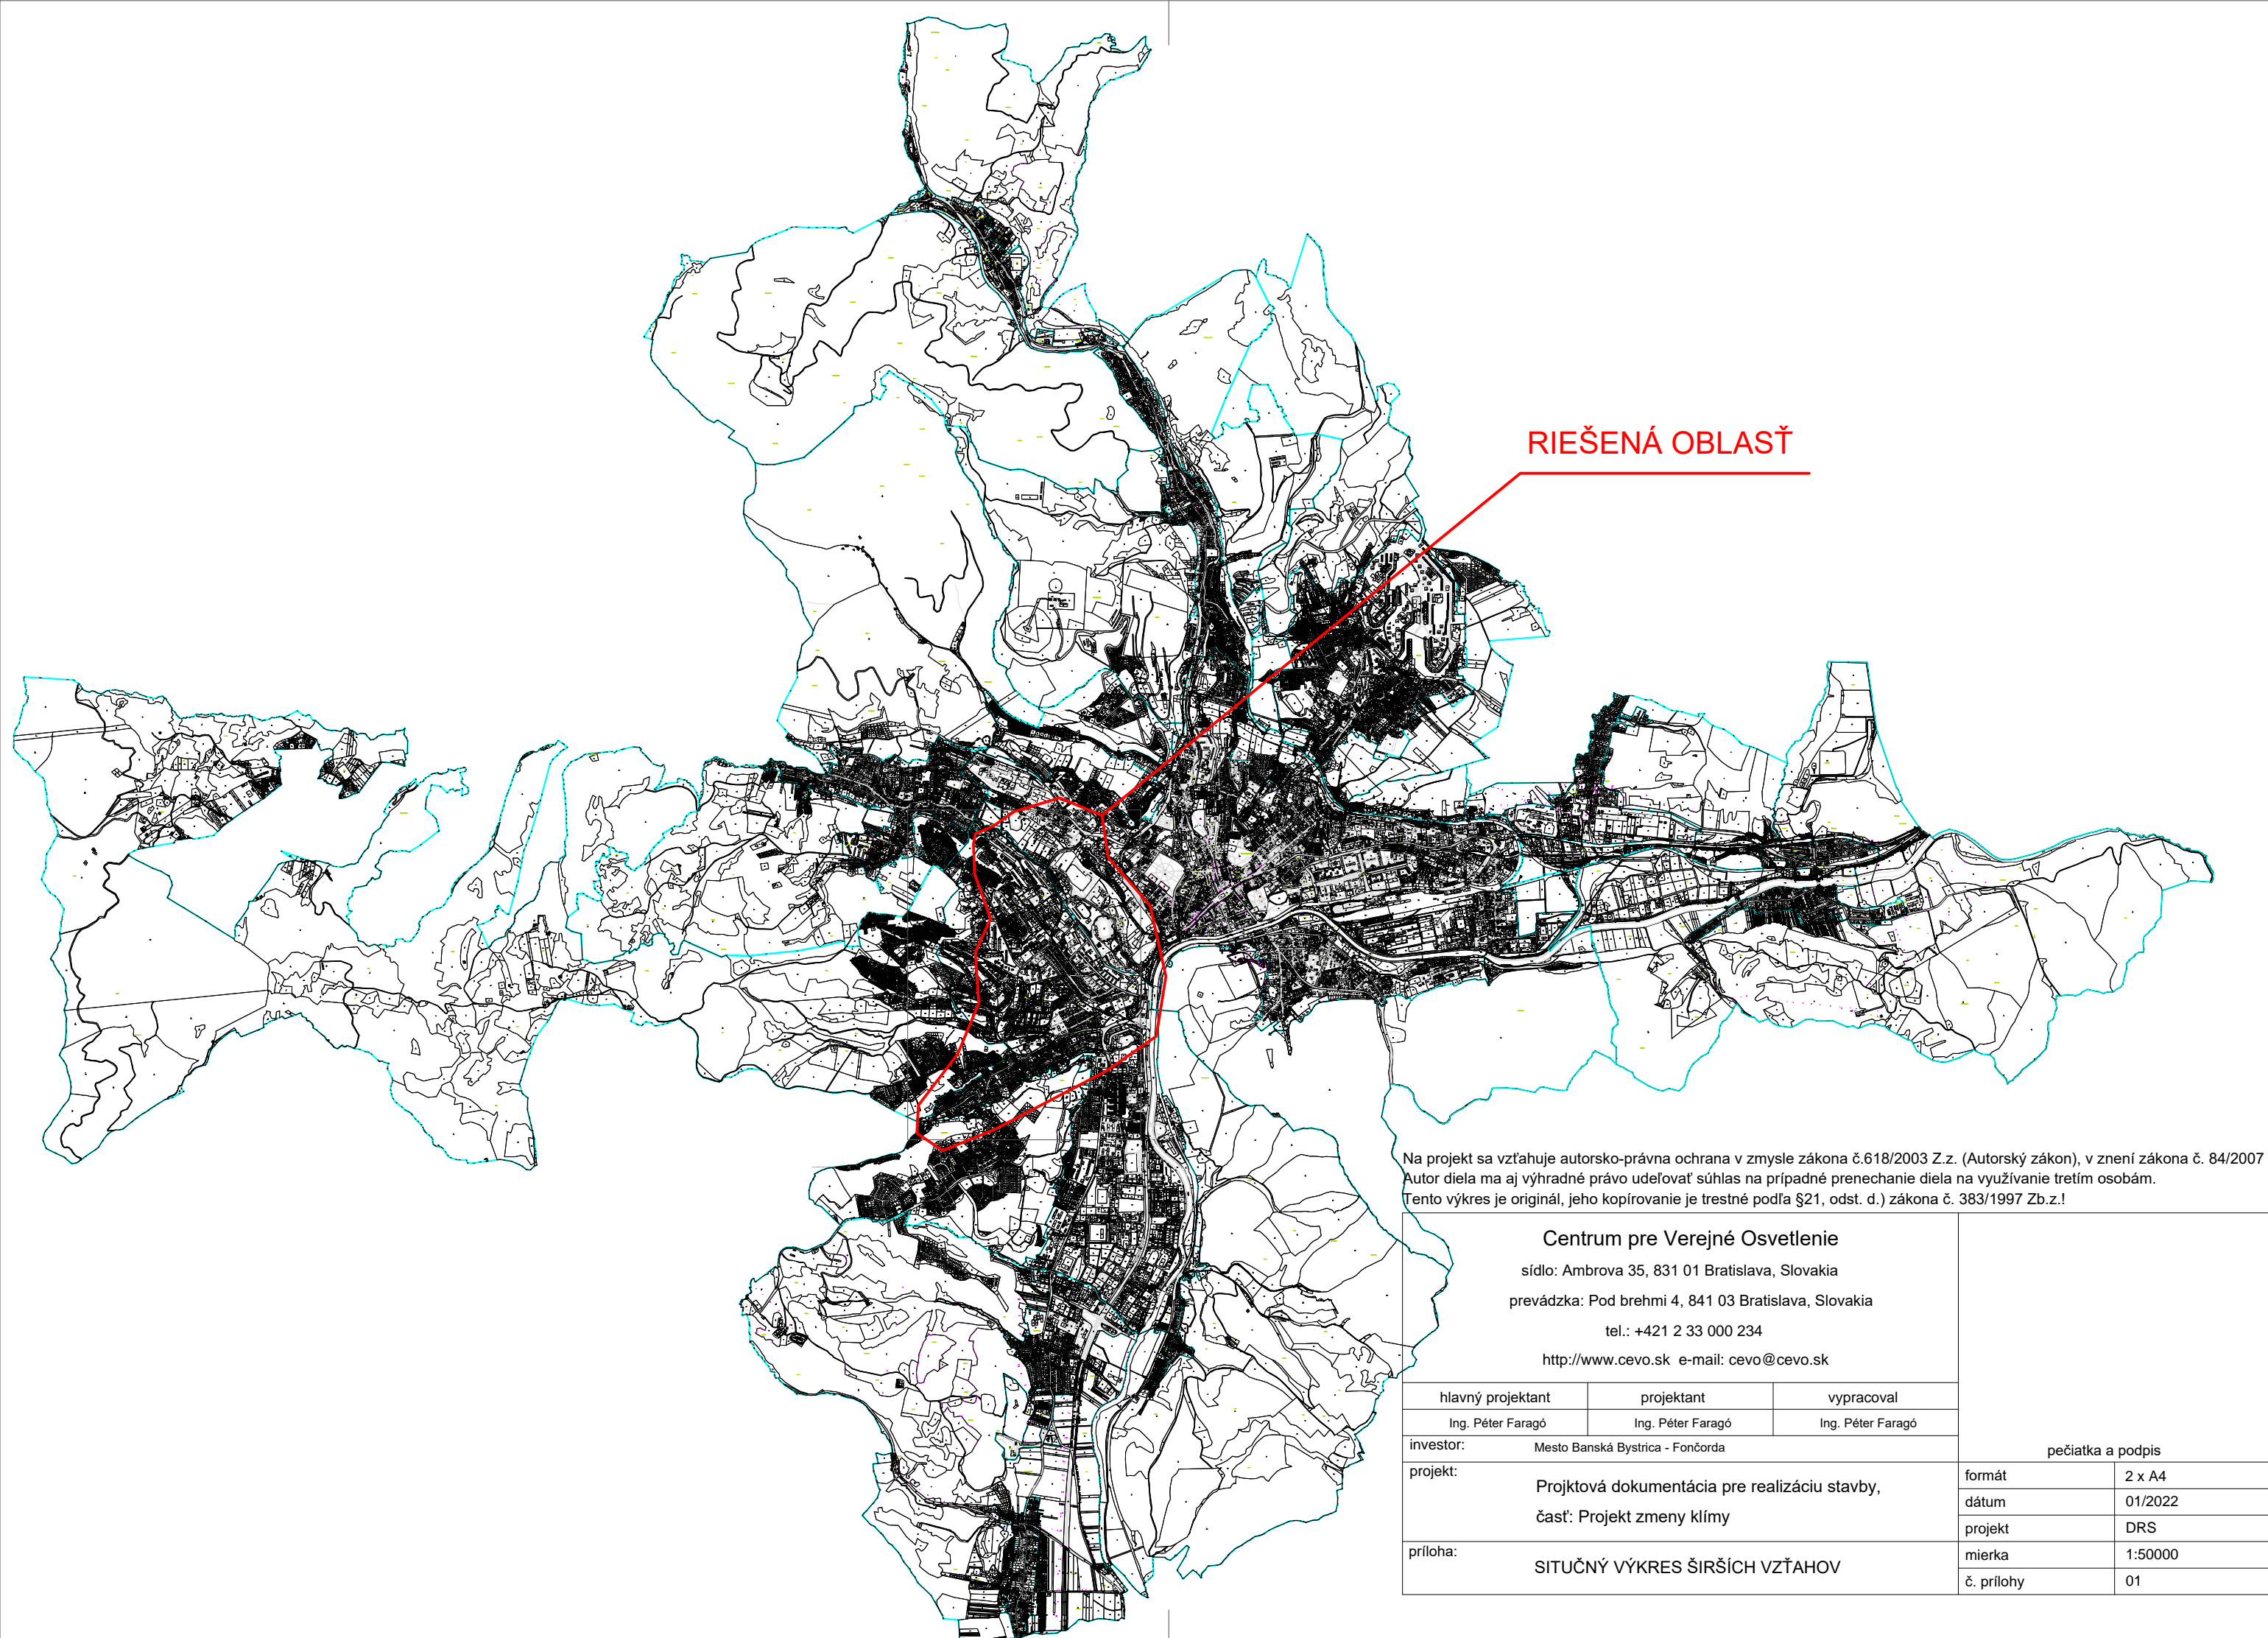 RIEŠENÁ OBLASŤ
Na projekt sa vzťahuje autorsko-právna ochrana v zmysle zákona č.618/2003 Z.z. (Autorský zákon), v znení zákona č. 84/2007
Autor diela ma aj výhradné právo udeľovať súhlas na prípadné prenechanie diela na využívanie tretím osobám.
Tento výkres je originál, jeho kopírovanie je trestné podľa §21, odst. d.) zákona č. 383/1997 Zb.z.!
Centrum pre Verejné Osvetlenie
sídlo: Ambrova 35, 831 01 Bratislava, Slovakia
prevádzka: Pod brehmi 4, 841 03 Bratislava, Slovakia
tel.: +421 2 33 000 234
http://www.cevo.sk e-mail: cevo@cevo.sk
hlavný projektant projektant vypracoval
Ing. Péter Faragó Ing. Péter Faragó Ing. Péter Faragó
investor: Mesto Banská Bystrica - Fončorda
pečiatka a podpis
projekt: Projktová dokumentácia pre realizáciu stavby,
časť: Projekt zmeny klímy
príloha: SITUČNÝ VÝKRES ŠIRŠÍCH VZŤAHOV
formát 2 x A4
dátum 01/2022
projekt DRS
mierka 1:50000
č. prílohy 01